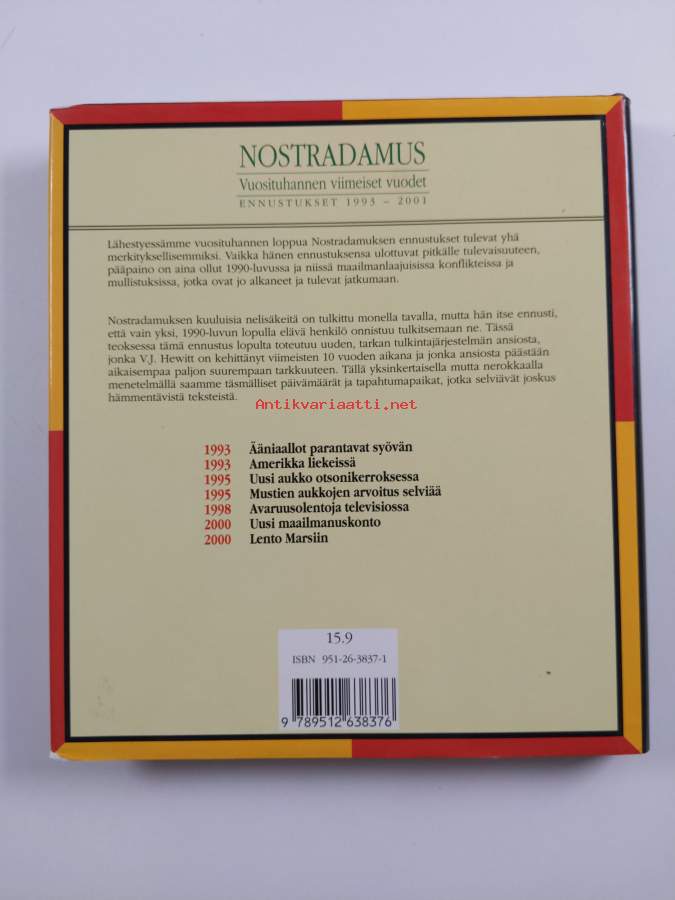 NOSTRADAMUS
Vuosituhannen viimeiset vuodet
ENNUSTUKSET 1993 – 2001
Lähestyessämme vuosituhannen loppua Nostradamuksen ennustukset tulevat yhä
merkityksellisemmiksi. Vaikka hänen ennustuksensa ulottuvat pitkälle tulevaisuuteen,
pääpaino on aina ollut 1990-luvussa ja niissä maailmanlaajuisissa konflikteissa ja
mullistuksissa, jotka ovat jo alkaneet ja tulevat jatkumaan.
Nostradamuksen kuuluisia nelisäkeitä on tulkittu monella tavalla, mutta hän itse ennusti,
että vain yksi, 1990-luvun lopulla elävä henkilö onnistuu tulkitsemaan ne. Tässä
teoksessa tämä ennustus lopulta toteutuu uuden, tarkan tulkintajärjestelmän ansiosta,
jonka V.J. Hewitt on kehittänyt viimeisten 10 vuoden aikana ja jonka ansiosta päästään
aikaisempaa paljon suurempaan tarkkuuteen. Tällä yksinkertaisella mutta nerokkaalla
menetelmällä saamme täsmälliset päivämäärät ja tapahtumapaikat, jotka selviävät joskus
hämmentävistä teksteistä.
Antikvariaatti.net
1993 Ääniaallot parantavat syövän
1993 Amerikka liekeissä
1995 Uusi aukko otsonikerroksessa
1995 Mustien aukkojen arvoitus selviää
1998 Avaruusolentoja televisiossa
2000 Uusi maailmanuskonto
2000 Lento Marsiin
15.9
ISBN 951-26-3837-1
9 789512 638376